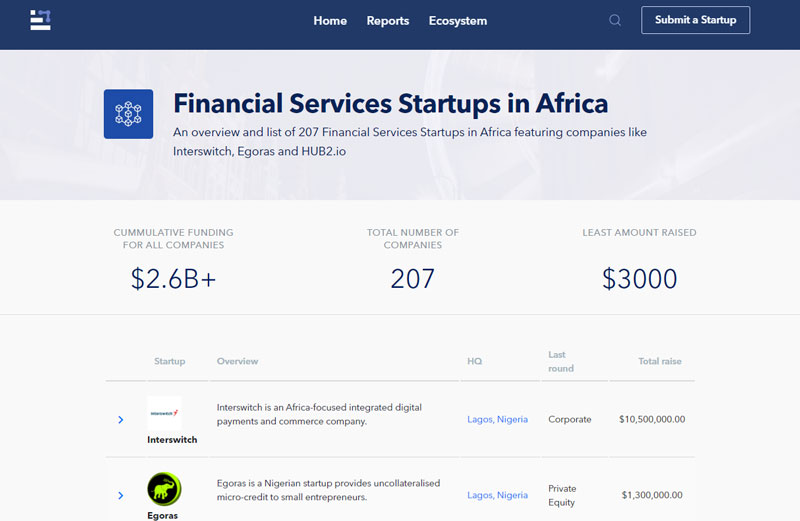 Home Reports Ecosystem Submit a Startup
Financial Services Startups in Africa
An overview and list of 207 Financial Services Startups in Africa featuring companies like
Interswitch, Egoras and HUB2.io
CUMMULATIVE FUNDING
FOR ALL COMPANIES
$2.6B+
TOTAL NUMBER OF
COMPANIES
207
LEAST AMOUNT RAISED
$3000
Startup Overview HQ Last
round Total raise
Interswitch
Interswitch
Interswitch is an Africa-focused integrated digital
payments and commerce company.
Lagos, Nigeria
Corporate
$10,500,000.00
Egoras
Egoras is a Nigerian startup provides uncollateralised
micro-credit to small entrepreneurs.
Lagos, Nigeria
Private
Equity
$1,300,000.00